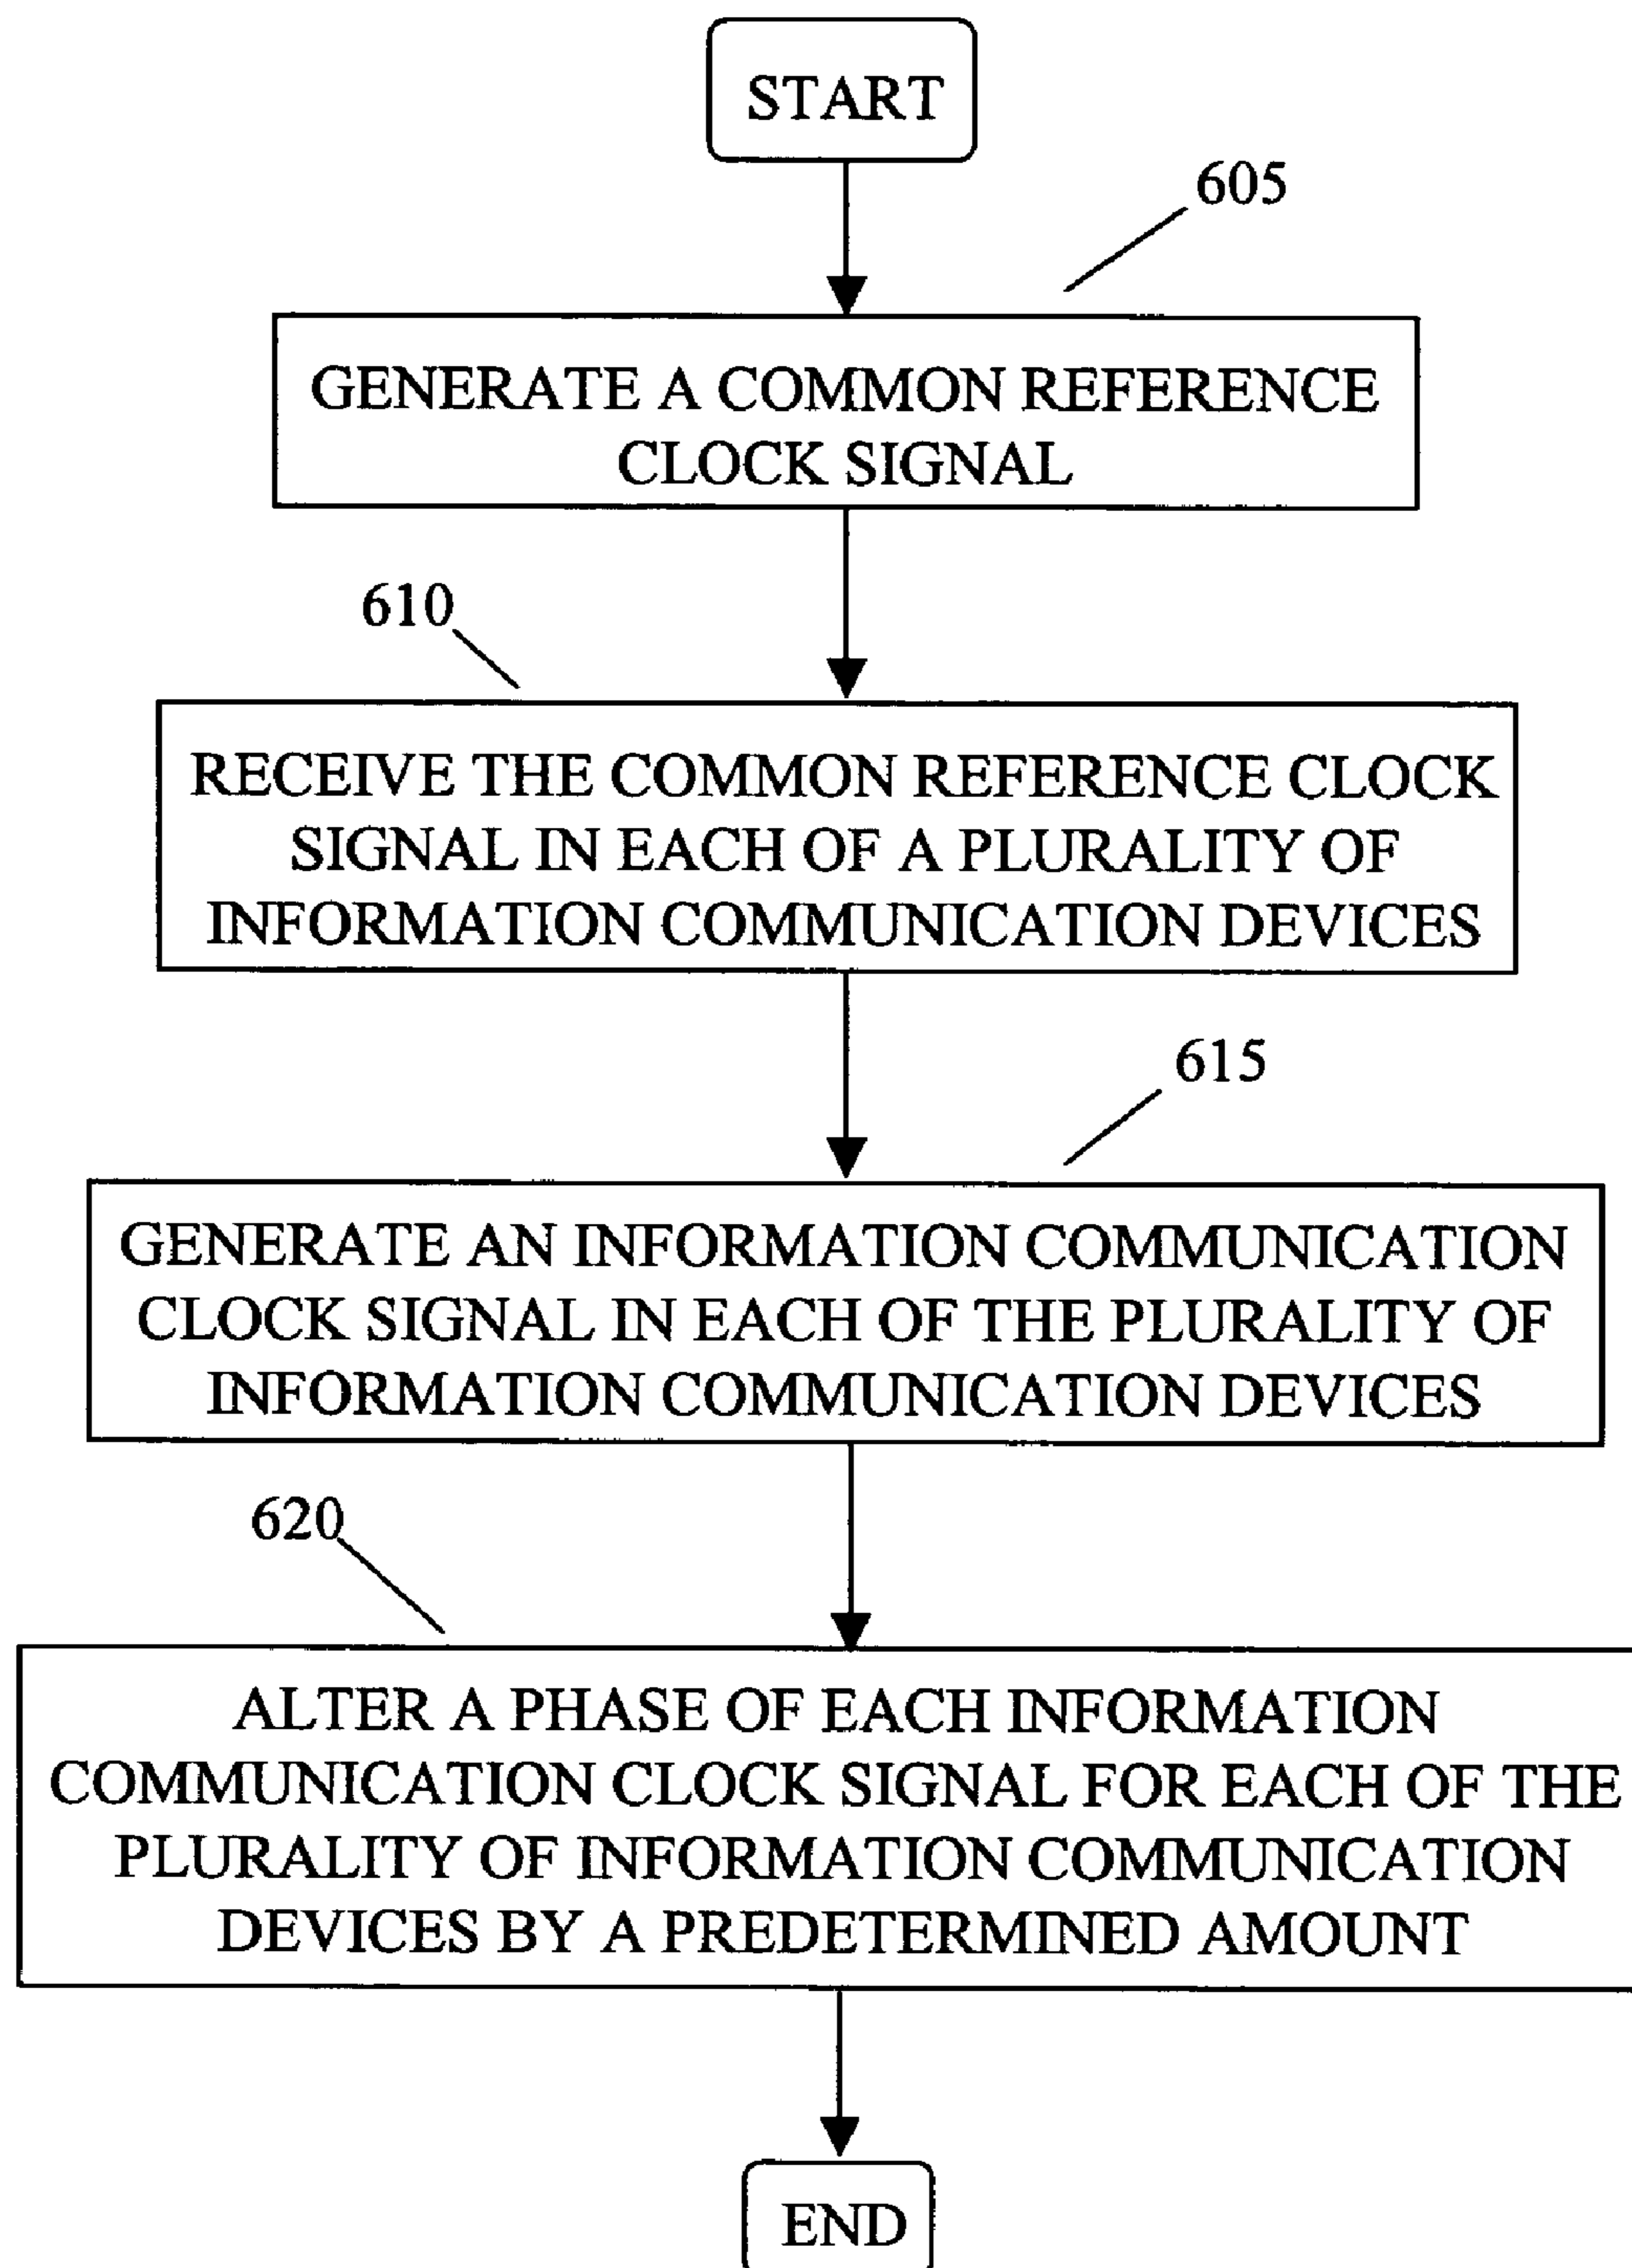 START
605
GENERATE A COMMON REFERENCE
CLOCK SIGNAL
610
RECEIVE THE COMMON REFERENCE CLOCK
SIGNAL IN EACH OF A PLURALITY OF
INFORMATION COMMUNICATION DEVICES
615
GENERATE AN INFORMATION COMMUNICATION
CLOCK SIGNAL IN EACH OF THE PLURALITY OF
INFORMATION COMMUNICATION DEVICES
620
ALTER A PHASE OF EACH INFORMATION
COMMUNICATION CLOCK SIGNAL FOR EACH OF THE
PLURALITY OF INFORMATION COMMUNICATION
DEVICES BY A PREDETERMINED AMOUNT
END